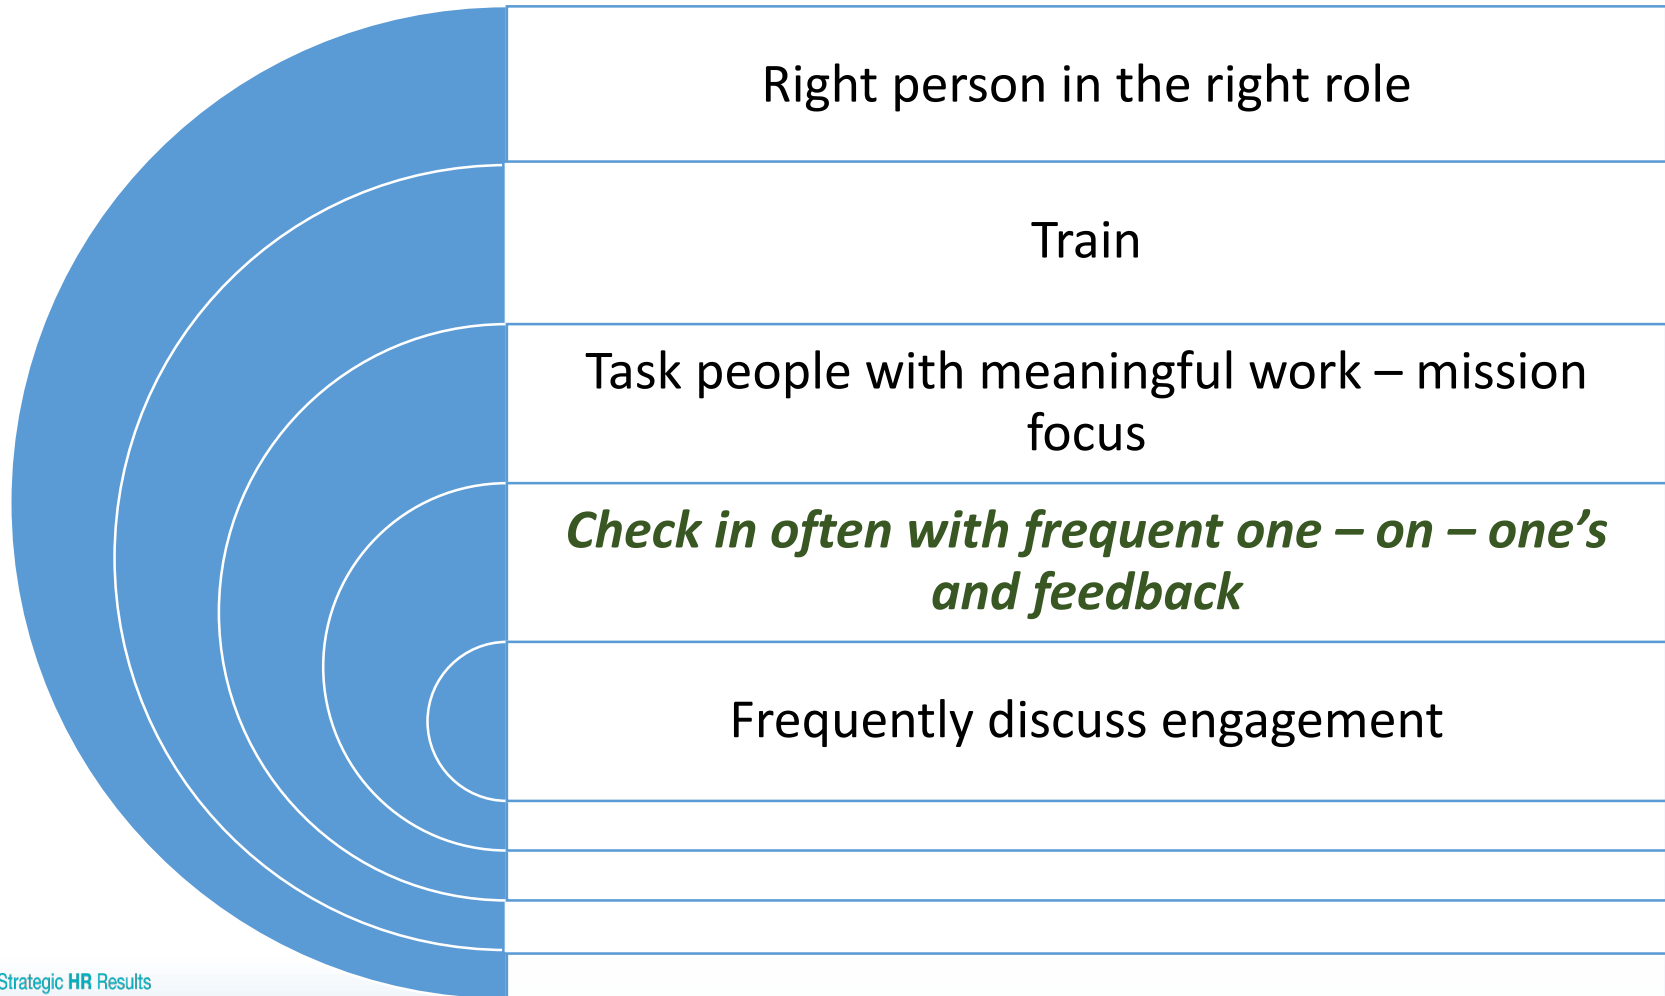 Right person in the right role
Train
Task people with meaningful work – mission
focus
Check in often with frequent one – on – one’s
and feedback
Frequently discuss engagement
Strategic HR Results